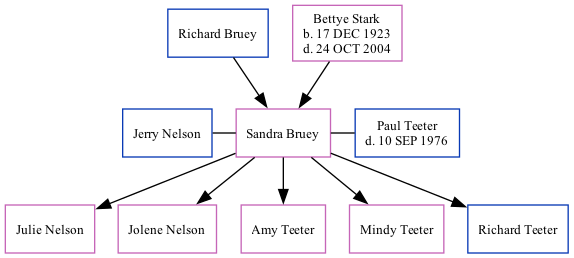 Richard Bruey
Bettye Stark
b. 17 DEC 1923
d. 24 OCT 2004
Jerry Nelson
Sandra Bruey
Paul Teeter
d. 10 SEP 1976
Julie Nelson
Jolene Nelson
Amy Teeter
Mindy Teeter
Richard Teeter